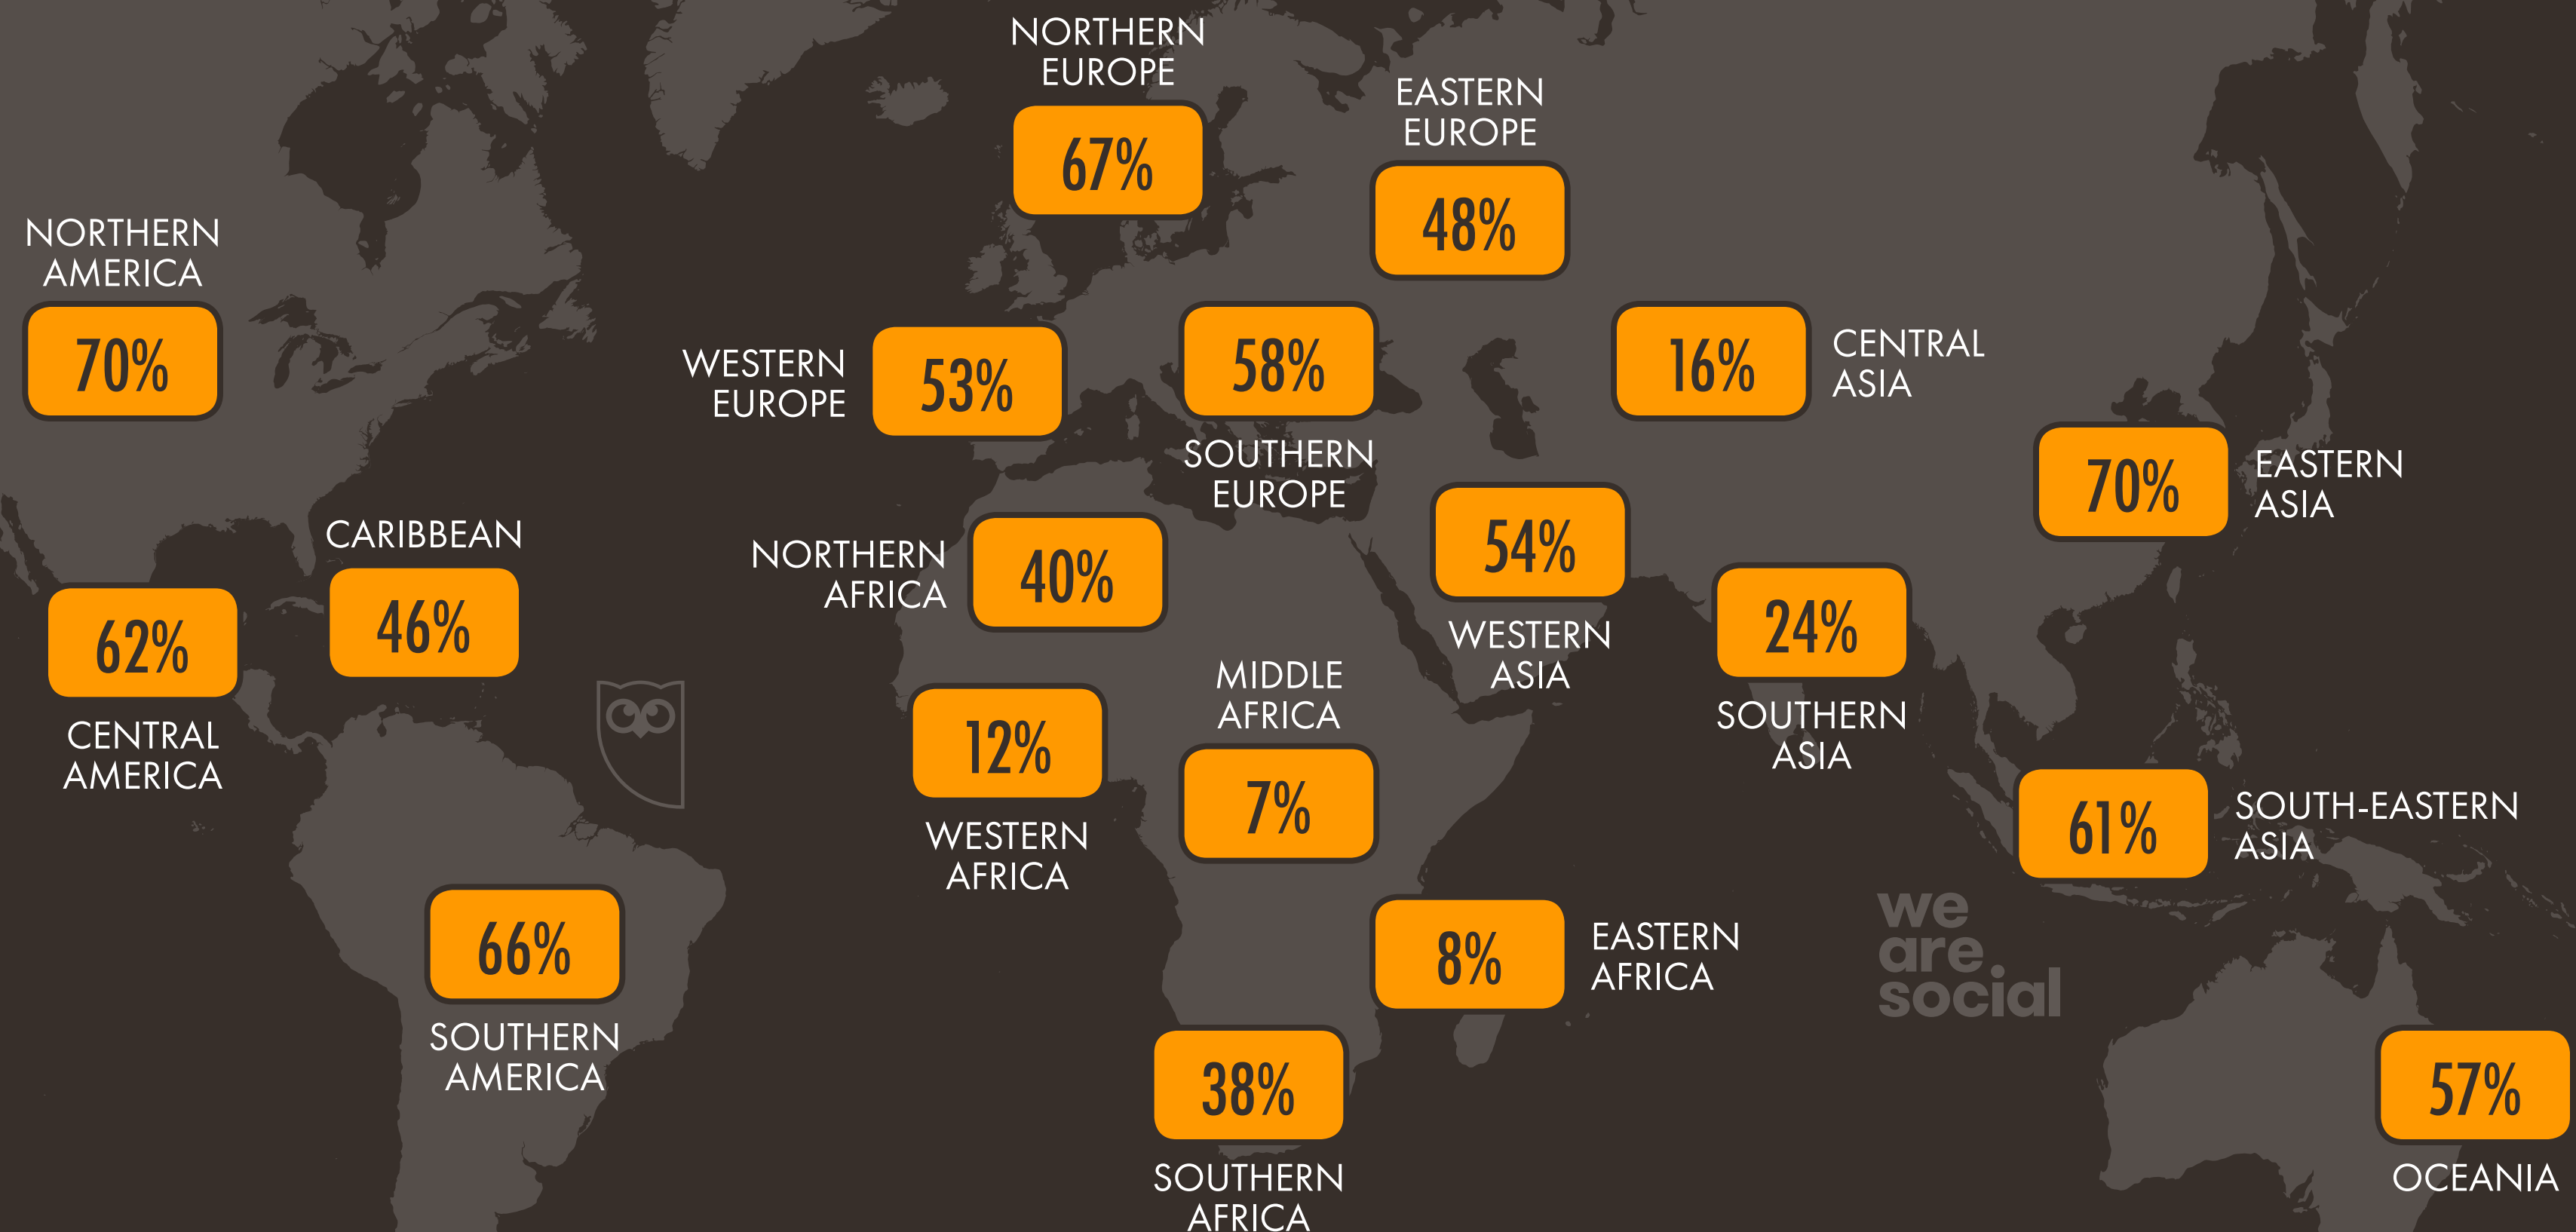 NORTHERN
EUROPE
67%
EASTERN
EUROPE
48%
NORTHERN
AMERICA
70%
WESTERN
EUROPE
53%
58%
SOUTHERN
EUROPE
16%
CENTRAL
ASIA
70%
EASTERN
ASIA
CARIBBEAN
46%
62%
CENTRAL
AMERICA
NORTHERN
AFRICA
40%
54%
WESTERN
ASIA
24%
SOUTHERN
ASIA
12%
WESTERN
AFRICA
MIDDLE
AFRICA
7%
61%
SOUTH-EASTERN
ASIA
66%
SOUTHERN
AMERICA
8%
EASTERN
AFRICA
we
are
social
38%
SOUTHERN
AFRICA
57%
OCEANIA